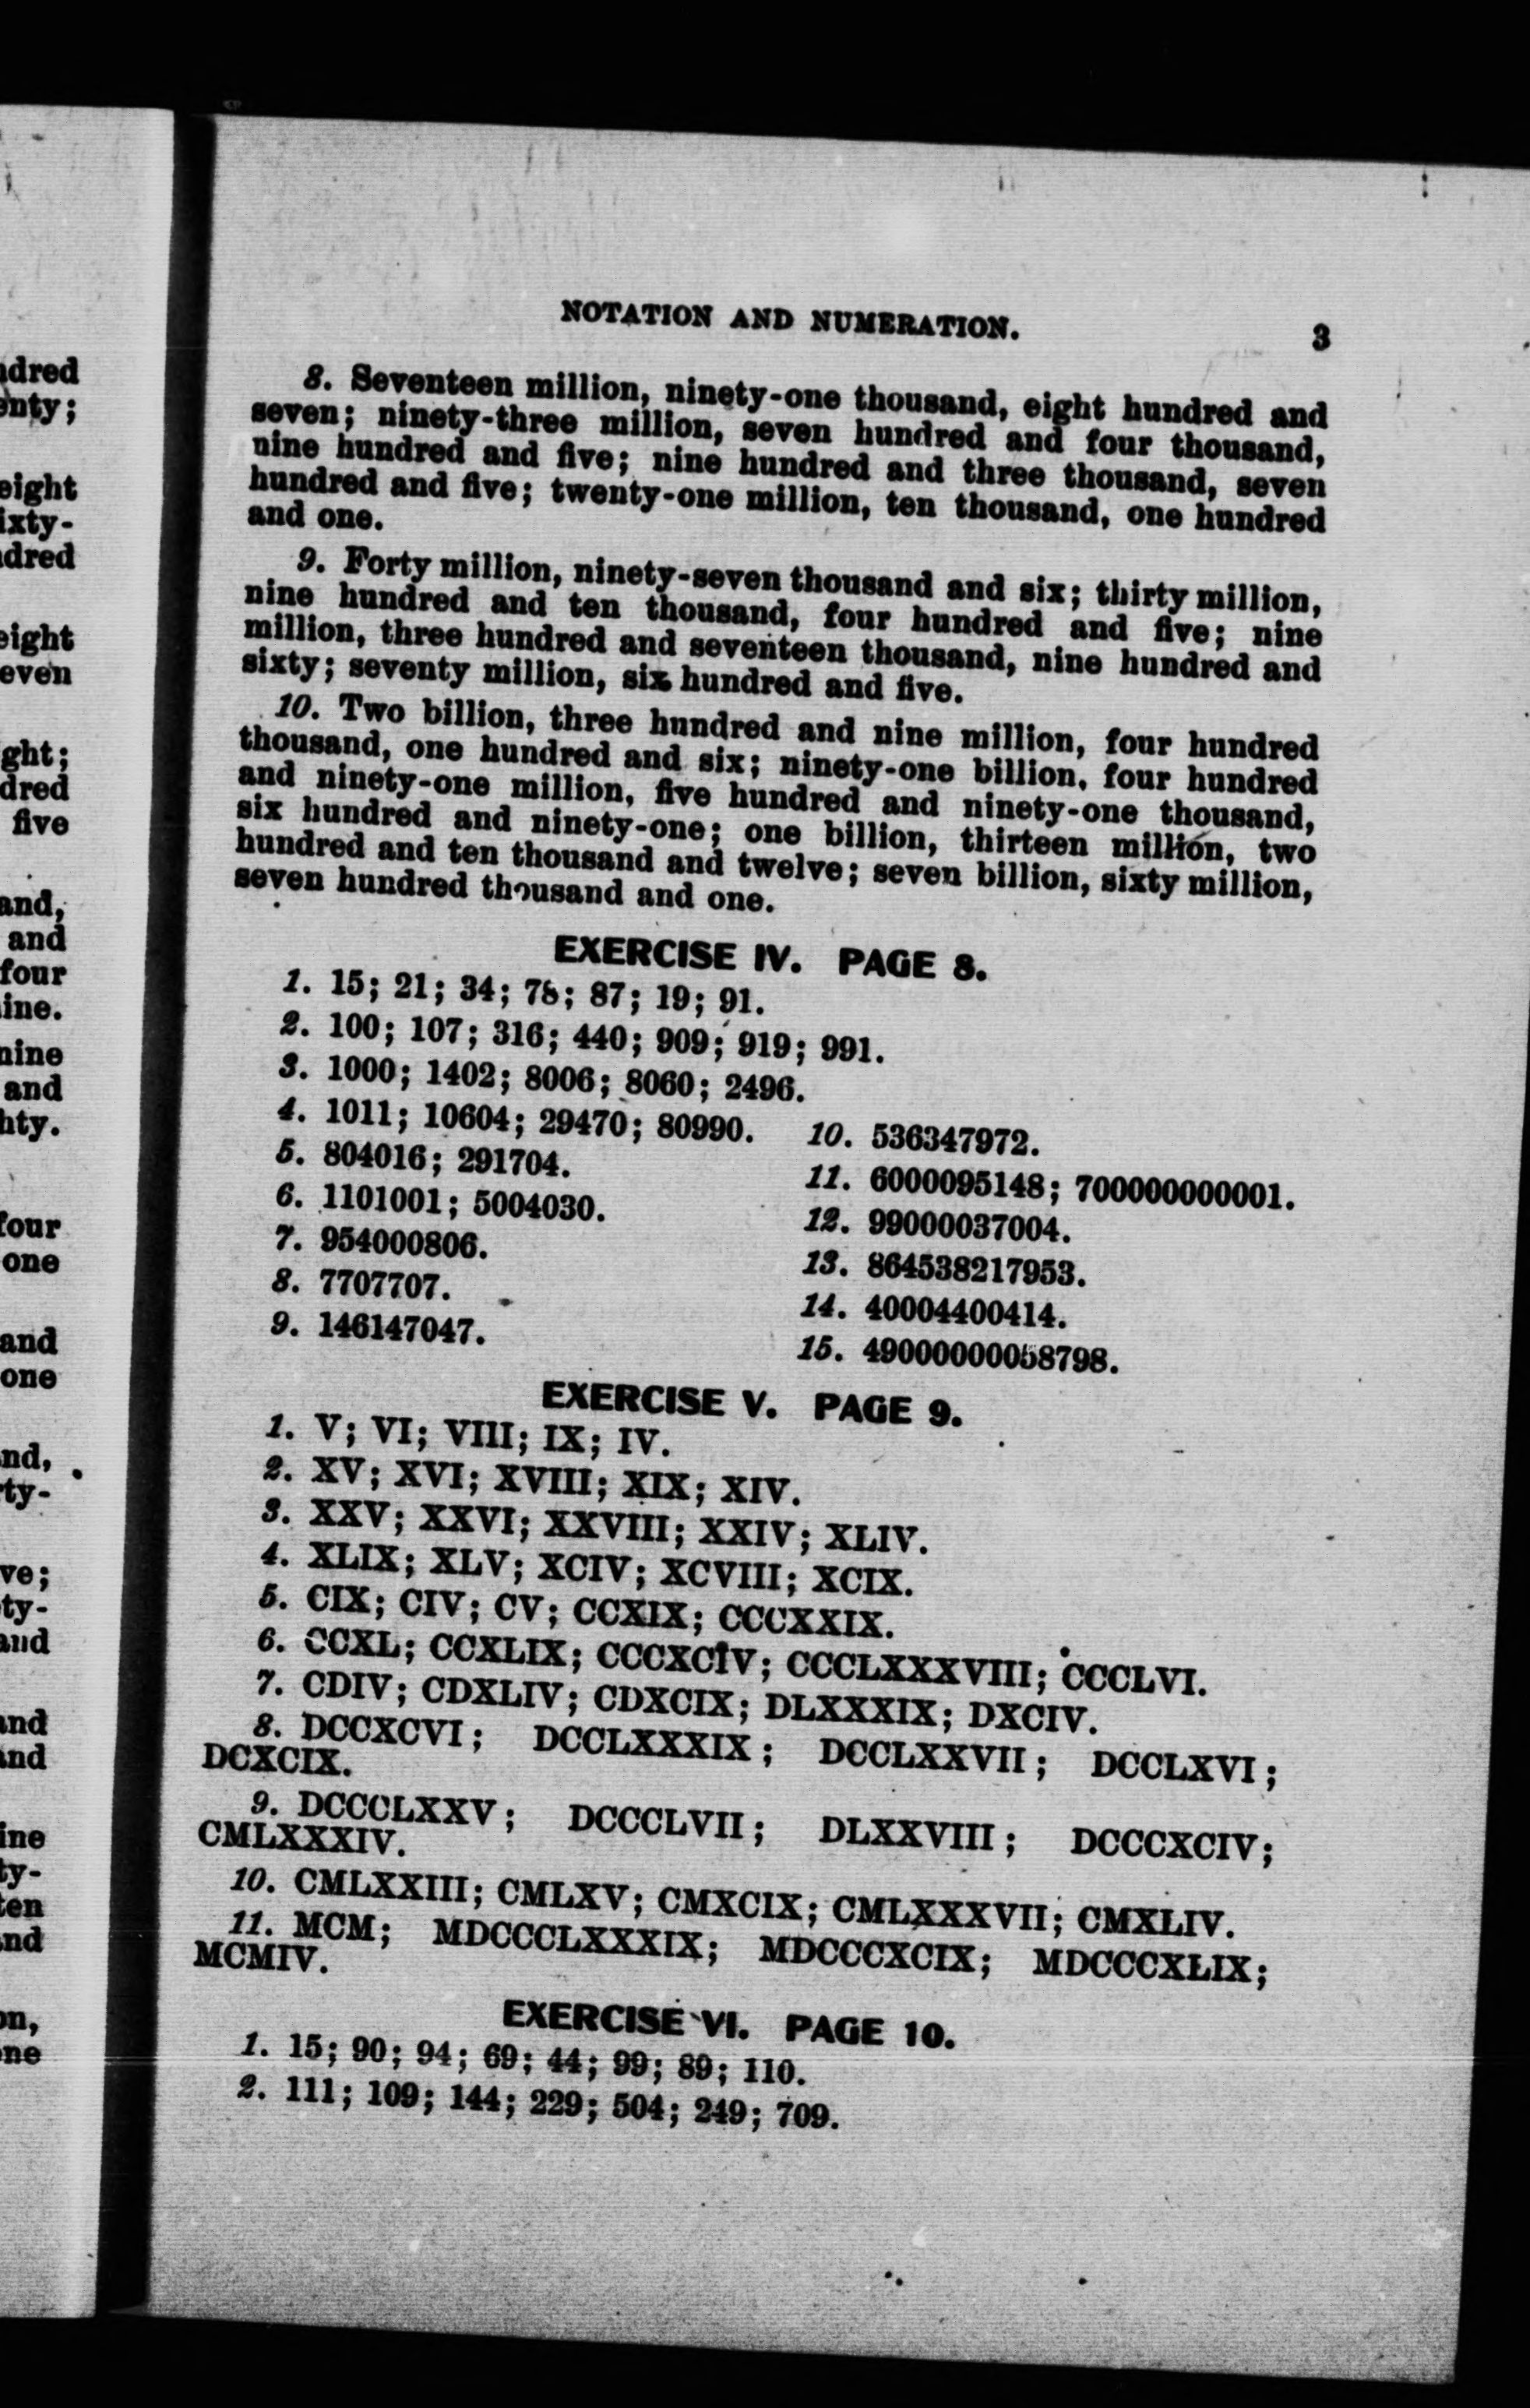 NOTATION AND NUMERATION. 3
8. Seventeen million, ninety-one thousand, eight hundred and
seven; ninety-three million, seven hundred and four thousand,
nine hundred and five; nine hundred and three thousand, seven
hundred and five; twenty-one million, ten thousand, one hundred
and one.
9. Forty million, ninety-seven thousand and six; thirty million,
nine hundred and ten thousand, four hundred and five; nine
million, three hundred and seventeen thousand, nine hundred and
sixty; seventy million, six hundred and five.
10. Two billion, three hundred and nine million, four hundred
thousand, one hundred and six; ninety-one billion, four hundred
and ninety-one million, five hundred and ninety-one thousand,
six hundred and ninety-one; one billion, thirteen million, two
hundred and ten thousand and twelve; seven billion, sixty million,
seven hundred thousand and one.
EXERCISE IV. PAGE 8.
1. 15; 21; 34; 78; 87; 19; 91.
2. 100; 107; 316; 440; 909; 919; 991.
3. 1000; 1402; 8006; 8060; 2496.
4. 1011; 10604; 29470; 80990.
5. 804016; 291704.
6. 1101001; 5004030.
7. 954000806.
8. 7707707.
9. 146147047.
10. 536347972.
11. 6000095148; 700000000001.
12. 99000037004.
13. 864538217953.
14. 40004400414.
15. 49000000058798.
EXERCISE V. PAGE 9.
1. V; VI; VIII; IX; IV.
2. XV; XVI; XVIII; XIX; XIV.
3. XXV; XXVI; XXVIII; XXIV; XLIV.
4. XLIX; XLV; XCIV; XCVIII; XCIX.
5. CIX; CIV; CV; CCXIX; CCCXXIX.
6. CCXL; CCXLIX; CCCXCIV; CCCLXXXVIII; CCCLVI.
7. CDIV; CDXLIV; CDXCIX; DLXXXIX; DXCIV.
8. DCCXCVI; DCCLXXXIX; DCCLXXVII; DCCLXVI;
DCXCIX.
9. DCCCLXXV; DCCCLVII; DLXXVIII; DCCCXCIV;
CMLXXXIV.
10. CMLXXIII; CMLXV; CMXCIX; CMLXXXVII; CMXLIV.
11. MCM; MDCCCLXXXIX; MDCCCXCIX; MDCCCXLIX;
MCMIV.
EXERCISE VI. PAGE 10.
1. 15; 90; 94; 69; 44; 99; 89; 110.
2. 111; 109; 144; 229; 504; 249; 709.